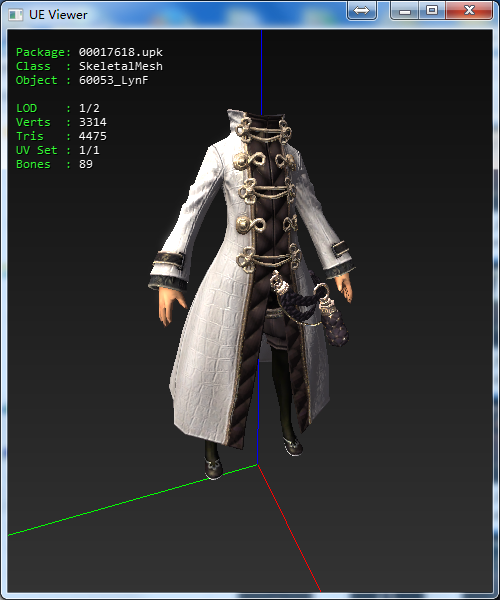 UE Viewer
Package: 00017618.upk
Class : SkeletalMesh
Object : 60053_LynF
LOD : 1/2
Verts : 3314
Tris : 4475
UV Set : 1/1
Bones : 89